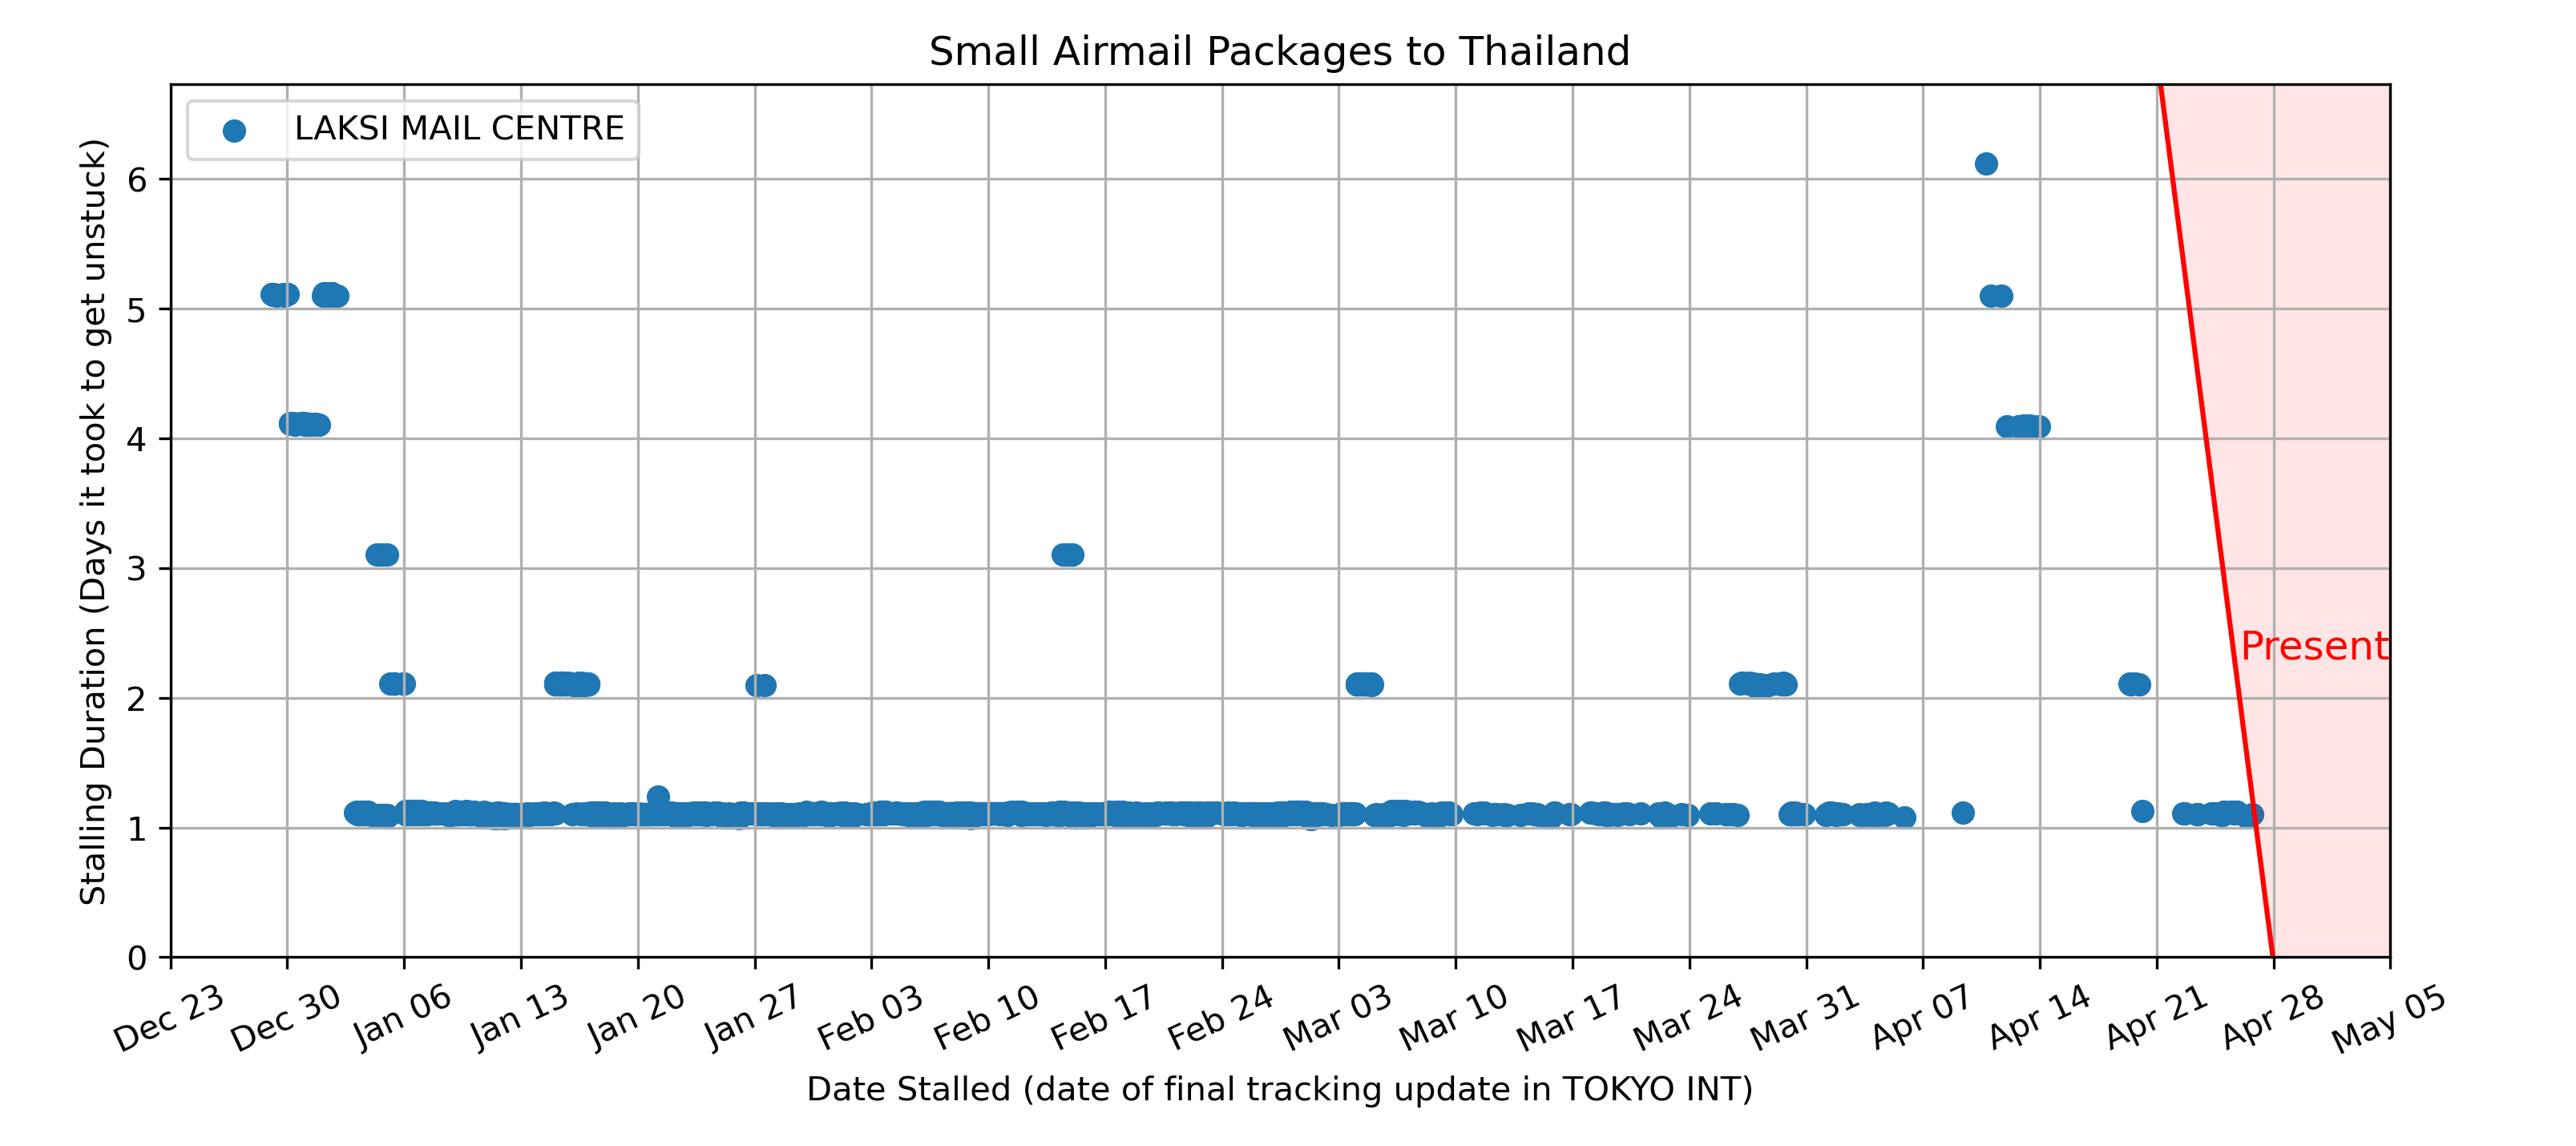 Small Airmail Packages to Thailand
LAKSI MAIL CENTRE
Stalling Duration (Days it took to get unstuck)
6
5
4
3
2
1
0
Present
Dec 23
Dec 30
Jan 06
Jan 13
Jan 20
Jan 27
Feb 03
Feb 10
Feb 17
Feb 24
Mar 03
Mar 10
Mar 17
Mar 24
Mar 31
Apr 07
Apr 14
Apr 21
Apr 28
May 05
Date Stalled (date of final tracking update in TOKYO INT)